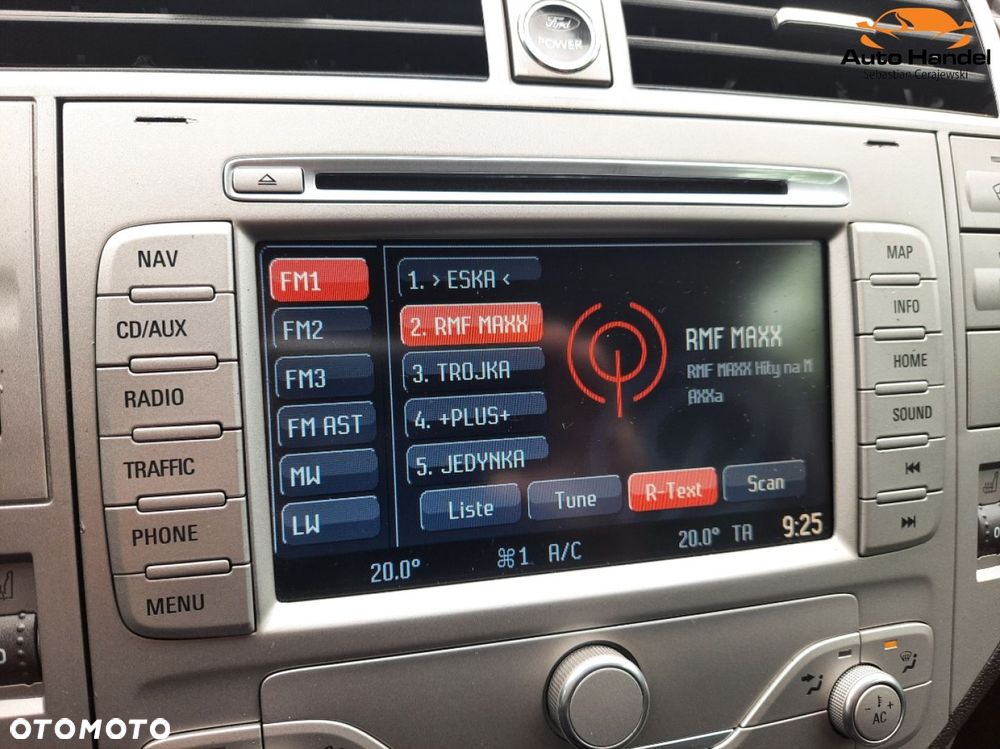 Ford
POWER
Auto Handel
Sebastian Cerajewski
NAV
CD/AUX
RADIO
TRAFFIC
PHONE
MENU
FM1
FM2
FM3
FM AST
MW
LW
1. > ESKA <
2. RMF MAXX
3. TROJKA
4. +PLUS+
5. JEDYNKA
RMF MAXX
RMF MAXX Hity na M
AXXa
Liste
Tune
R-Text
Scan
20.0°
1 A/C
20.0° TA
9:25
MAP
INFO
HOME
SOUND
- +
AC
OTOMOTO